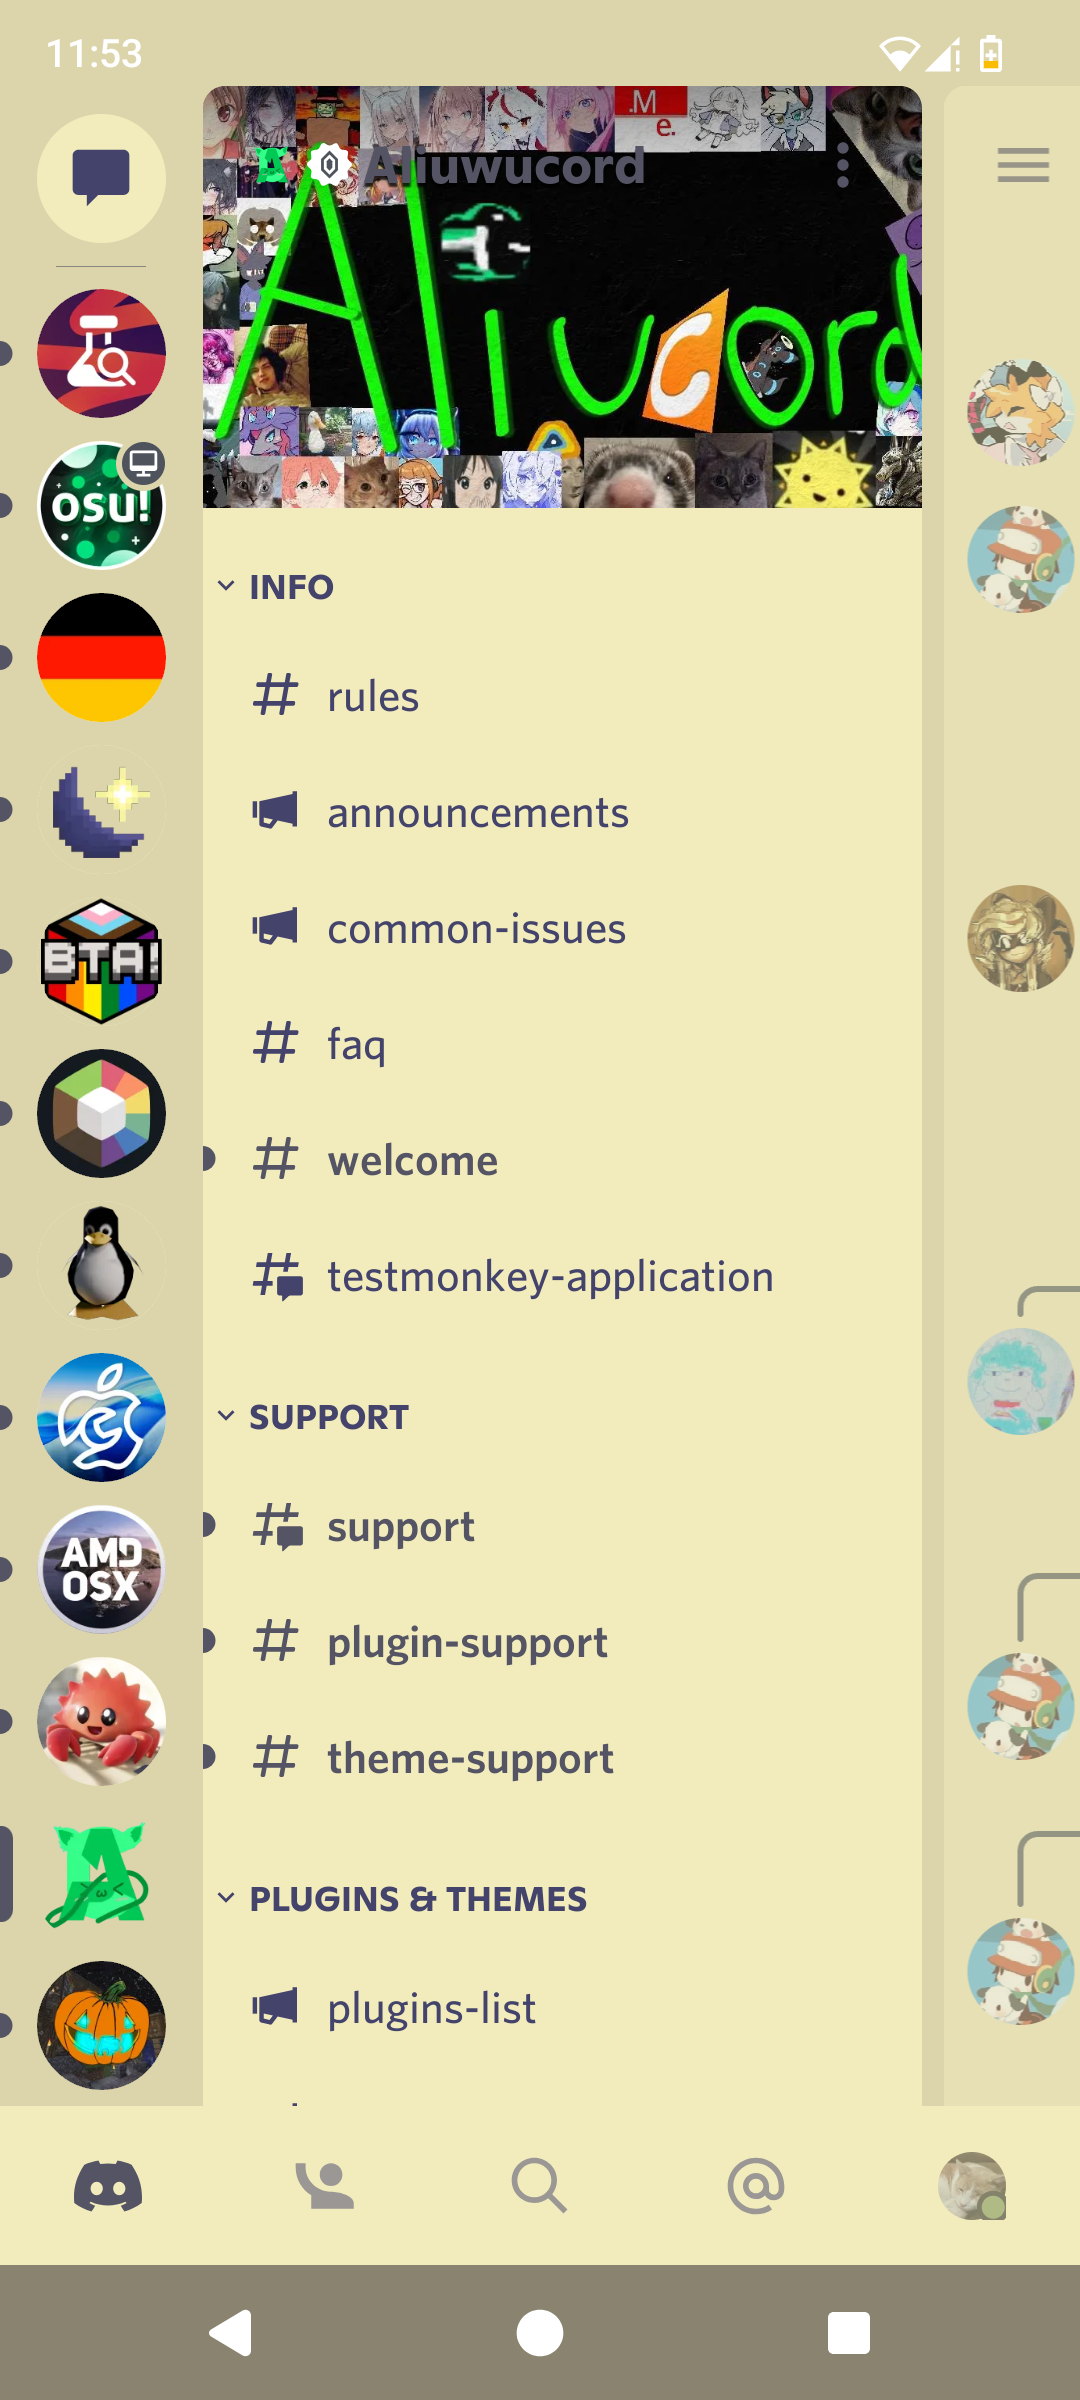 11:53
.M
e.
Aliuwucord
Aliucord
osu!
BTA!
AMD
OSX
INFO
rules
announcements
common-issues
faq
welcome
testmonkey-application
SUPPORT
support
plugin-support
theme-support
PLUGINS & THEMES
plugins-list